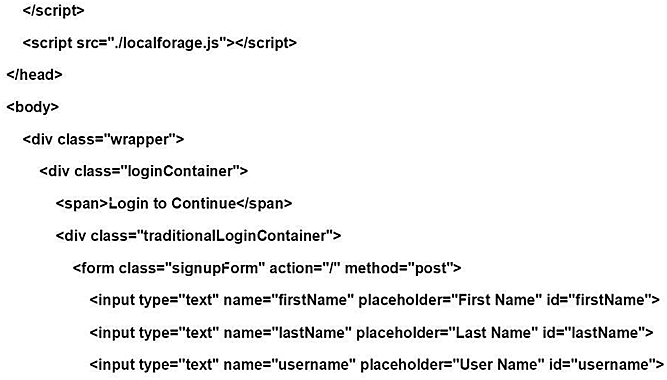 </script>
<script src="./localforage.js"></script>
</head>
<body>
<div class="wrapper">
<div class="loginContainer">
<span>Login to Continue</span>
<div class="traditionalLoginContainer">
<form class="signupForm" action="/" method="post">
<input type="text" name="firstName" placeholder="First Name" id="firstName">
<input type="text" name="lastName" placeholder="Last Name" id="lastName">
<input type="text" name="username" placeholder="User Name" id="username">